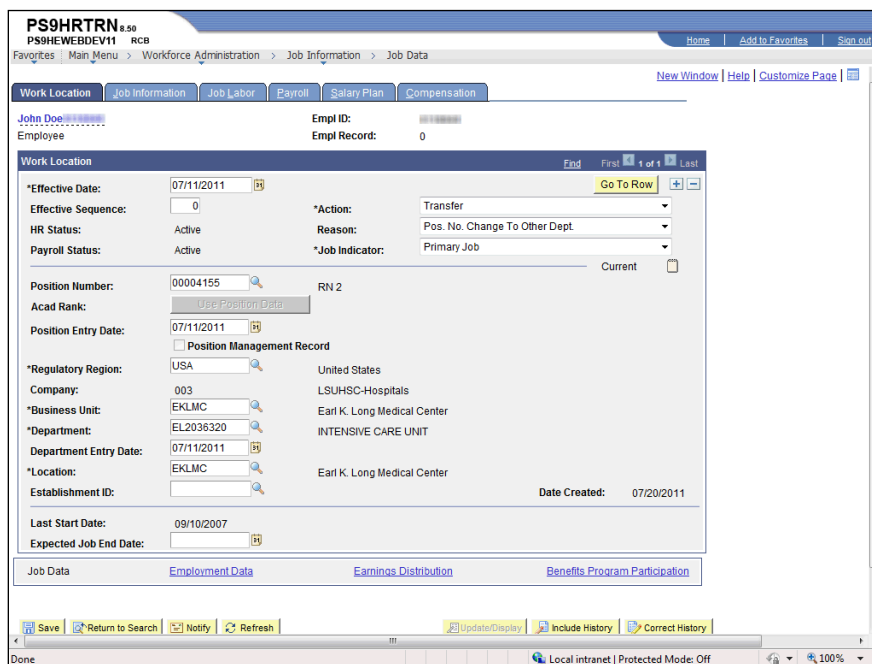 PS9HRTRN 8.50
PS9HEWEBDEV11 RCB
Home | Add to Favorites | Sign out
Favorites Main Menu > Workforce Administration > Job Information > Job Data
New Window | Help | Customize Page |
Work Location Job Information Job Labor Payroll Salary Plan Compensation
John Doe Empl ID:
Employee Empl Record: 0
Work Location Find First 1 of 1 Last
*Effective Date: 07/11/2011 Go To Row
Effective Sequence: 0 *Action: Transfer
HR Status: Active Reason: Pos. No. Change To Other Dept.
Payroll Status: Active *Job Indicator: Primary Job
Current
Position Number: 00004155 RN 2
Acad Rank: Use Position Data
Position Entry Date: 07/11/2011
Position Management Record
*Regulatory Region: USA United States
Company: 003 LSUHSC-Hospitals
*Business Unit: EKLMC Earl K. Long Medical Center
*Department: EL2036320 INTENSIVE CARE UNIT
Department Entry Date: 07/11/2011
*Location: EKLMC Earl K. Long Medical Center
Establishment ID: Date Created: 07/20/2011
Last Start Date: 09/10/2007
Expected Job End Date:
Job Data Employment Data Earnings Distribution Benefits Program Participation
Save Return to Search Notify Refresh Update/Display Include History Correct History
Done Local intranet | Protected Mode: Off 100%